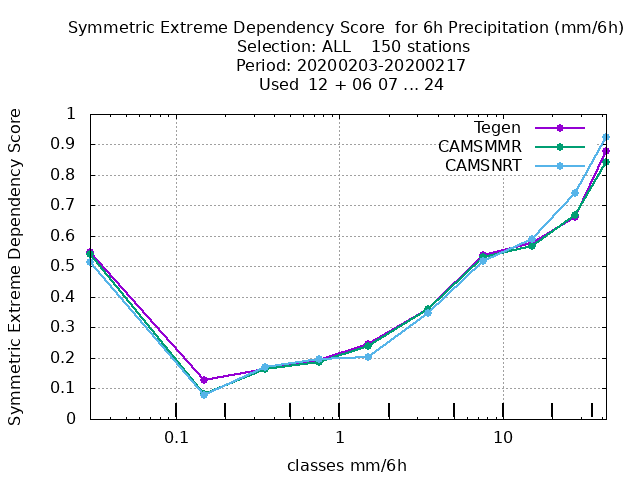 Symmetric Extreme Dependency Score  for 6h Precipitation (mm/6h)
Selection: ALL    150 stations
Period: 20200203-20200217
Used  12 + 06 07 ... 24
Symmetric Extreme Dependency Score
1
0.9
0.8
0.7
0.6
0.5
0.4
0.3
0.2
0.1
0
Tegen
CAMSMMR
CAMSNRT
0.1
1
10
classes mm/6h